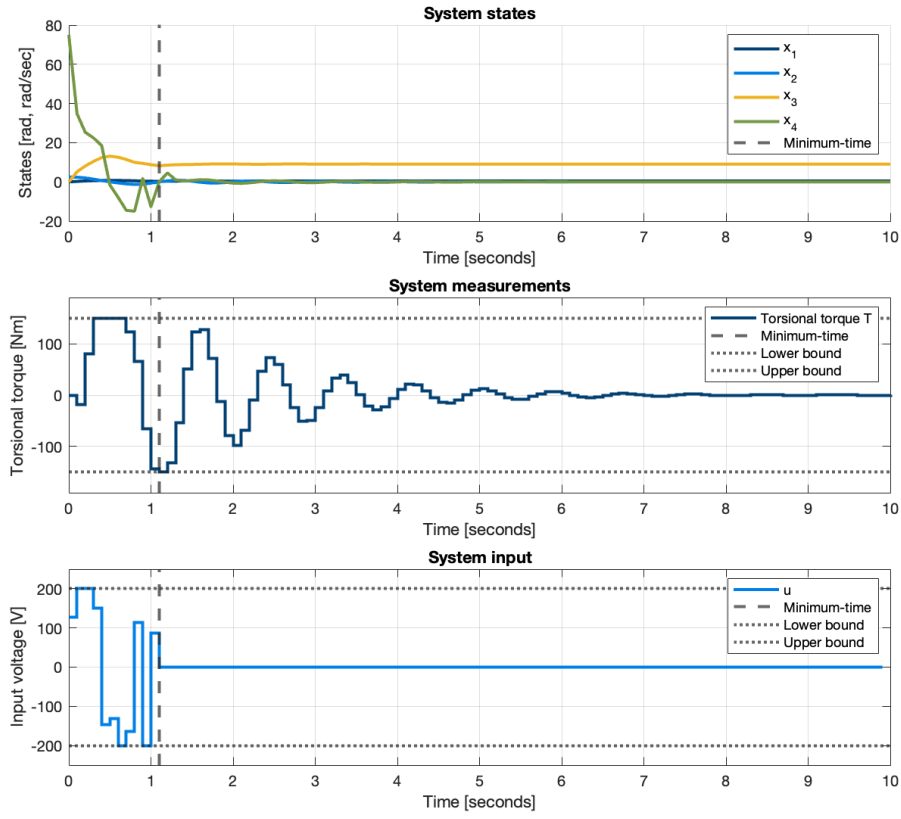 System states
States [rad, rad/sec]
80
60
40
20
0
-20
x1
x2
x3
x4
Minimum-time
0 1 2 3 4 5 6 7 8 9 10
Time [seconds]
System measurements
Torsional torque [Nm]
100
0
-100
Torsional torque T
Minimum-time
Lower bound
Upper bound
0 1 2 3 4 5 6 7 8 9 10
Time [seconds]
System input
Input voltage [V]
200
100
0
-100
-200
u
Minimum-time
Lower bound
Upper bound
0 1 2 3 4 5 6 7 8 9 10
Time [seconds]